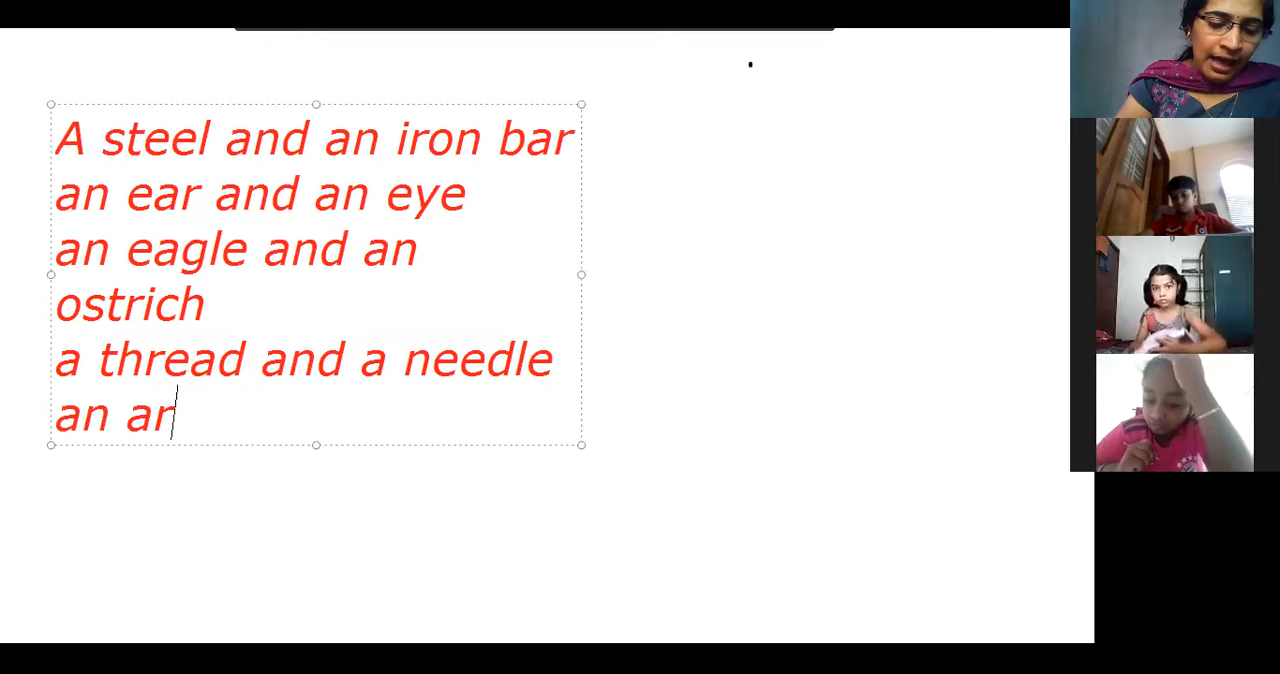 A steel and an iron bar
an ear and an eye
an eagle and an
ostrich
a thread and a needle
an ar